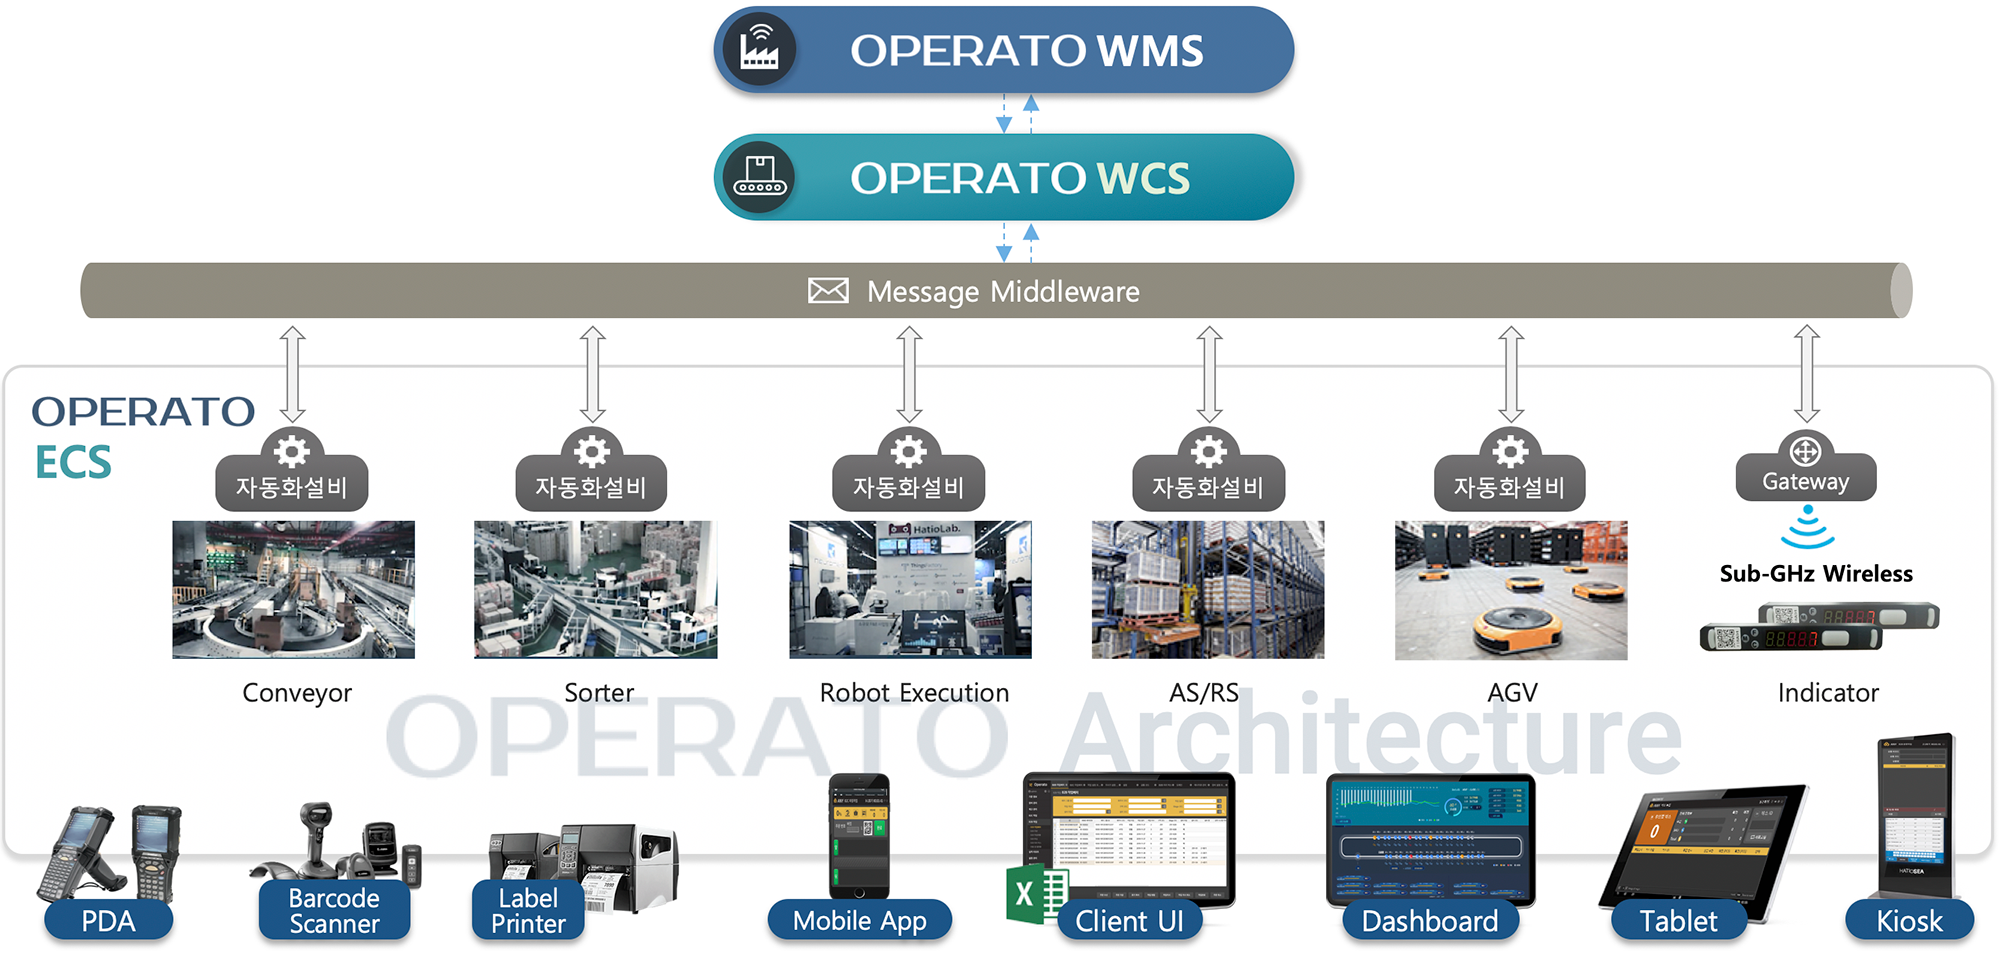 OPERATO WMS
OPERATO WCS
Message Middleware
OPERATO
ECS
자동화설비
자동화설비
자동화설비
자동화설비
자동화설비
Gateway
HatioLab.
Sub-GHz Wireless
Conveyor
Sorter
Robot Execution
AS/RS
AGV
Indicator
OPERATO Architecture
PDA
Barcode
Scanner
Label
Printer
Mobile App
X
Client UI
Dashboard
Tablet
HATIOSEA
Kiosk